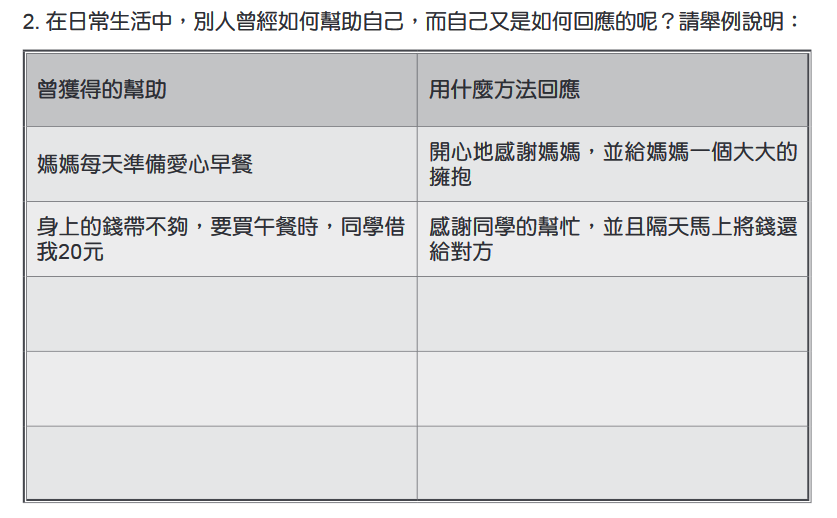 2. 在日常生活中，別人曾經如何幫助自己，而自己又是如何回應的呢？請舉例說明：
曾獲得的幫助
用什麼方法回應
媽媽每天準備愛心早餐
開心地感謝媽媽，並給媽媽一個大大的
擁抱
身上的錢帶不夠，要買午餐時，同學借
我20元
感謝同學的幫忙，並且隔天馬上將錢還
給對方